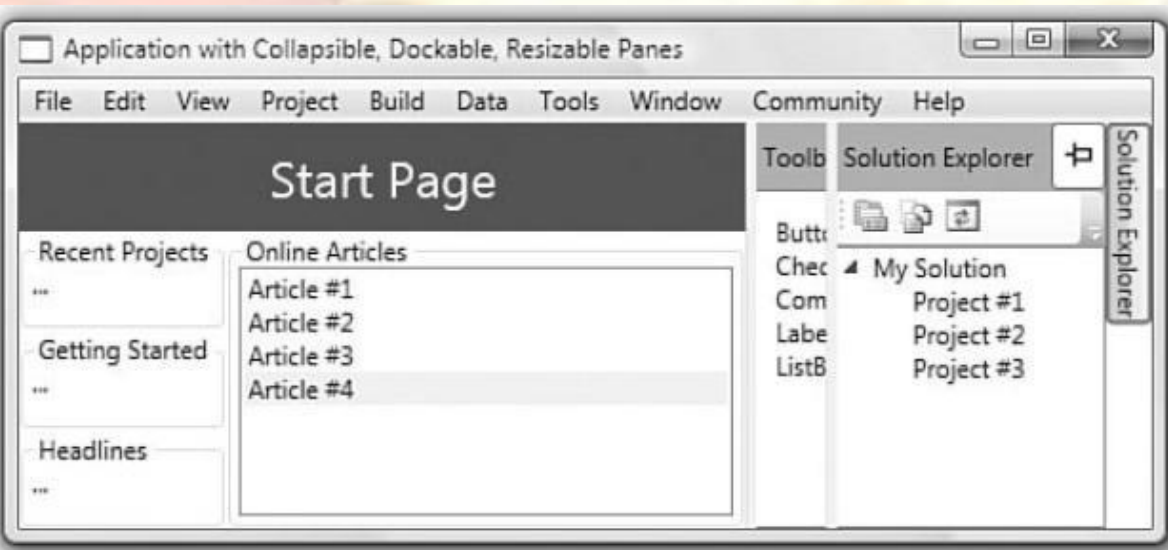 Application with Collapsible, Dockable, Resizable Panes
File Edit View Project Build Data Tools Window Community Help
Start Page
Recent Projects
...
Getting Started
...
Headlines
...
Online Articles
Article #1
Article #2
Article #3
Article #4
Toolb
Butto
Chec
Com
Labe
ListB
Solution Explorer
My Solution
Project #1
Project #2
Project #3
Solution Explorer